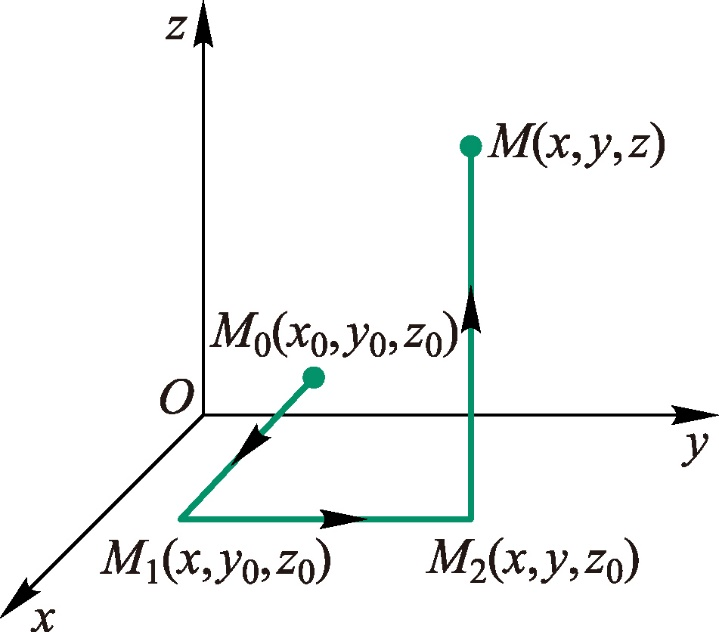 z
M(x,y,z)
M₀(x₀,y₀,z₀)
O
y
M₁(x,y₀,z₀)
M₂(x,y,z₀)
x